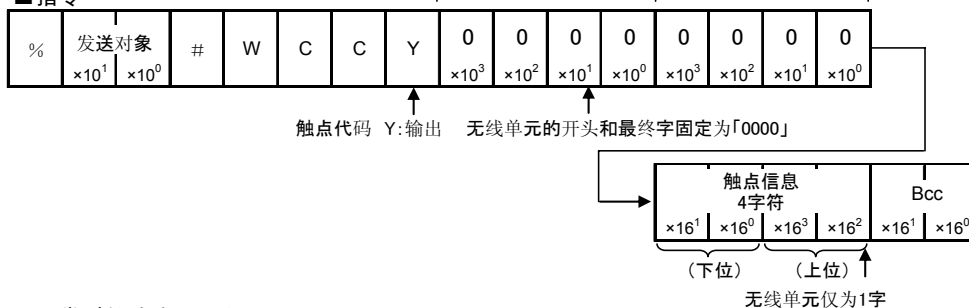 ■指令
% 发送对象 # W C C Y 0 0 0 0 0 0 0 0
×10¹ ×10⁰ ×10³ ×10² ×10¹ ×10⁰ ×10³ ×10² ×10¹ ×10⁰
触点代码 Y:输出 无线单元的开头和最终字固定为「0000」
触点信息
4字符 Bcc
×16¹ ×16⁰ ×16³ ×16² ×16¹ ×16⁰
(下位) (上位)
无线单元仅为1字